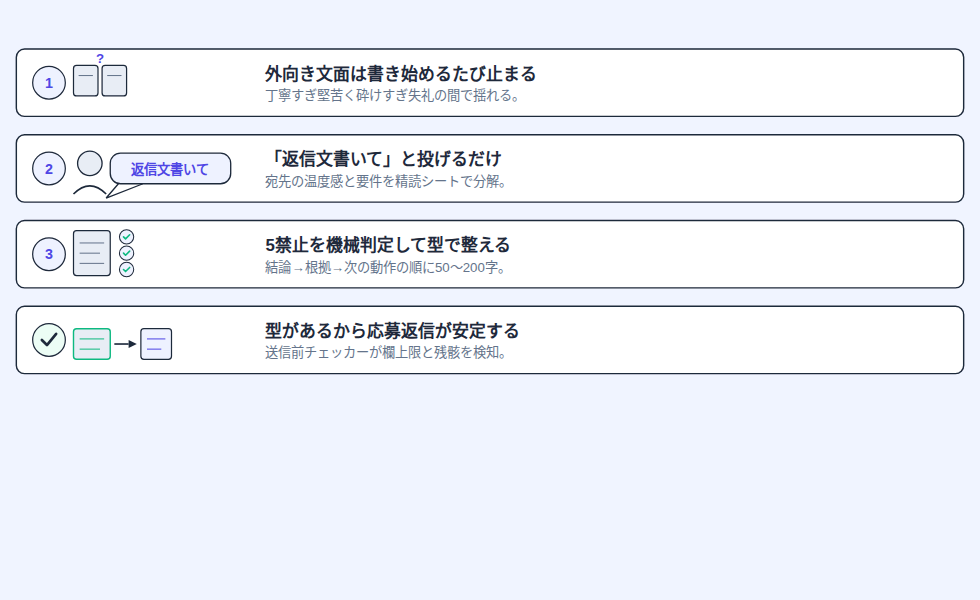 1
?
外向き文面は書き始めるたび止まる
丁寧すぎ堅苦く砕けすぎ失礼の間で揺れる。
2
返信文書いて
「返信文書いて」と投げるだけ
宛先の温度感と要件を精読シートで分解。
3
5禁止を機械判定して型で整える
結論→根拠→次の動作の順に50〜200字。
型があるから応募返信が安定する
送信前チェッカーが欄上限と残骸を検知。